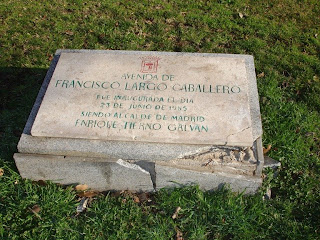 AVENIDA DE
FRANCISCO LARGO CABALLERO
FUE INAUGURADA EL DIA
23 DE JUNIO DE 1985
SIENDO ALCALDE DE MADRID
ENRIQUE TIERNO GALVAN